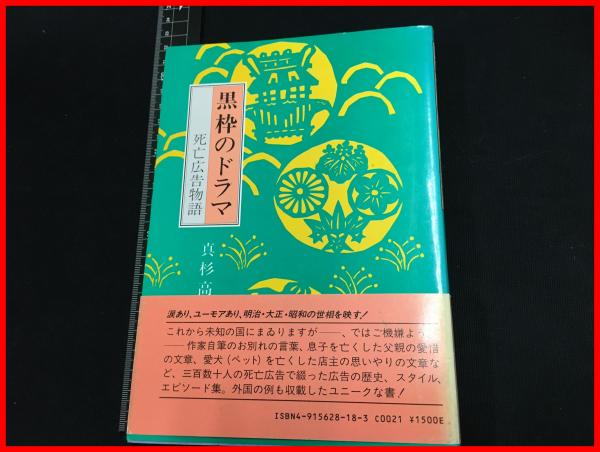 黒枠のドラマ
死亡広告物語
真杉高
涙あり、ユーモアあり、明治・大正・昭和の世相を映す!
これから未知の国にまゐりますが──、ではご機嫌よう
──作家自筆のお別れの言葉、息子を亡くした父親の愛惜
の文章、愛犬(ペット)を亡くした店主の思いやりの文章な
ど、三百数十人の死亡広告で綴った広告の歴史、スタイル、
エピソード集。外国の例も収載したユニークな書!
ISBN4-915628-18-3 C0021 ¥1500E